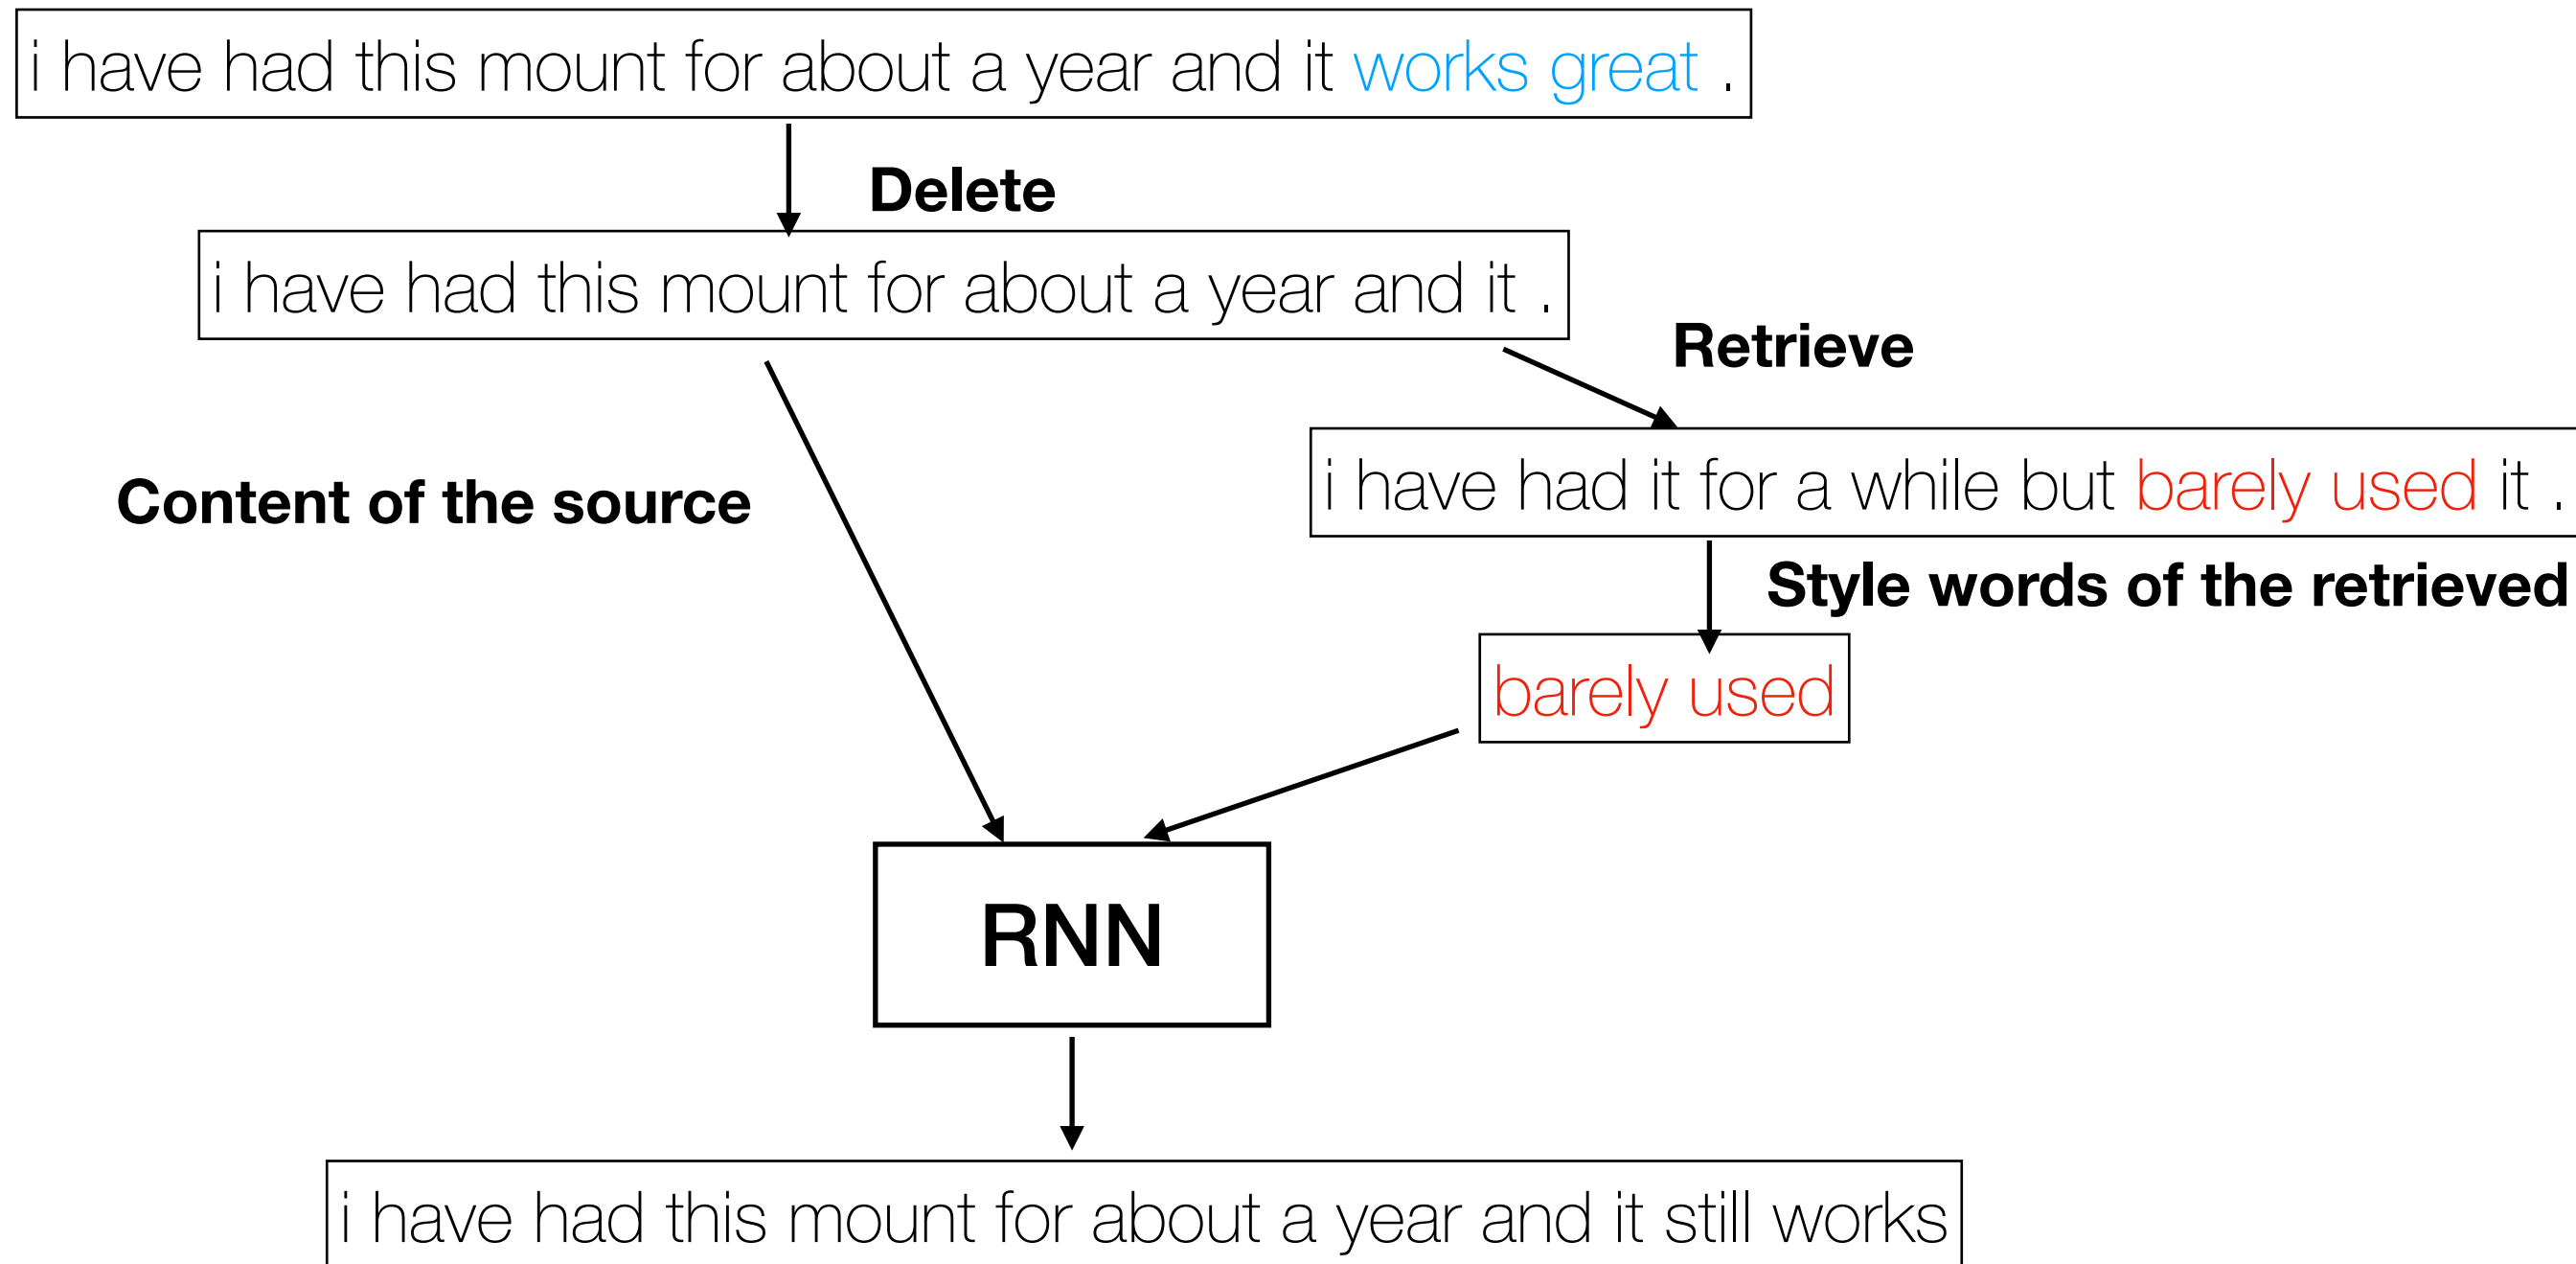 i have had this mount for about a year and it works great .
Delete
i have had this mount for about a year and it .
Retrieve
i have had it for a while but barely used it .
Content of the source
Style words of the retrieved
barely used
RNN
i have had this mount for about a year and it still works